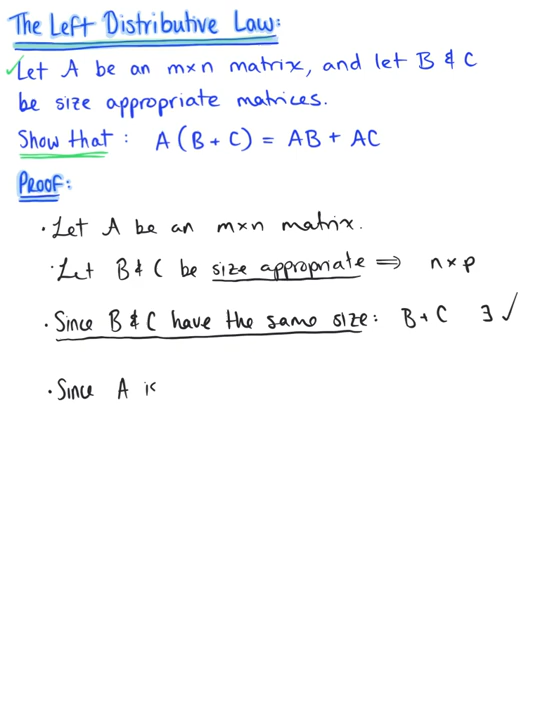 The Left Distributive Law:
✓Let A be an m×n matrix, and let B & C
be size appropriate matrices.
Show that: A(B + C) = AB + AC
PROOF:
• Let A be an m×n matrix.
• Let B & C be size appropriate ⟹ n×p
• Since B & C have the same size: B+C ∃ ✓
• Since A is